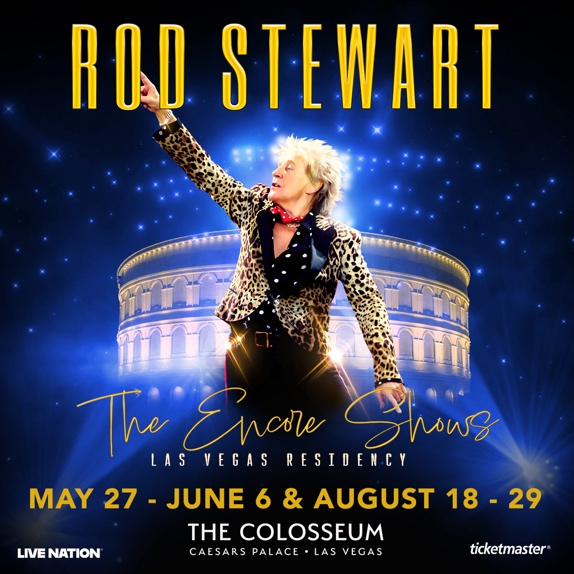 ROD STEWART
The Encore Shows
LAS VEGAS RESIDENCY
MAY 27 - JUNE 6 & AUGUST 18 - 29
THE COLOSSEUM
CAESARS PALACE • LAS VEGAS
LIVE NATION
ticketmaster®